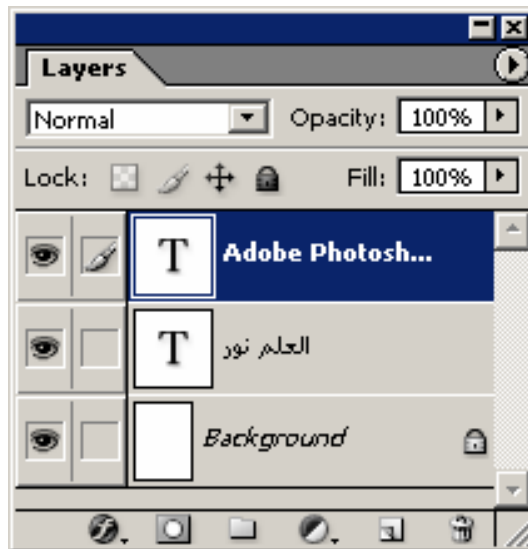 Layers
Normal Opacity: 100%
Lock: Fill: 100%
T Adobe Photosh...
T العلم نور
Background